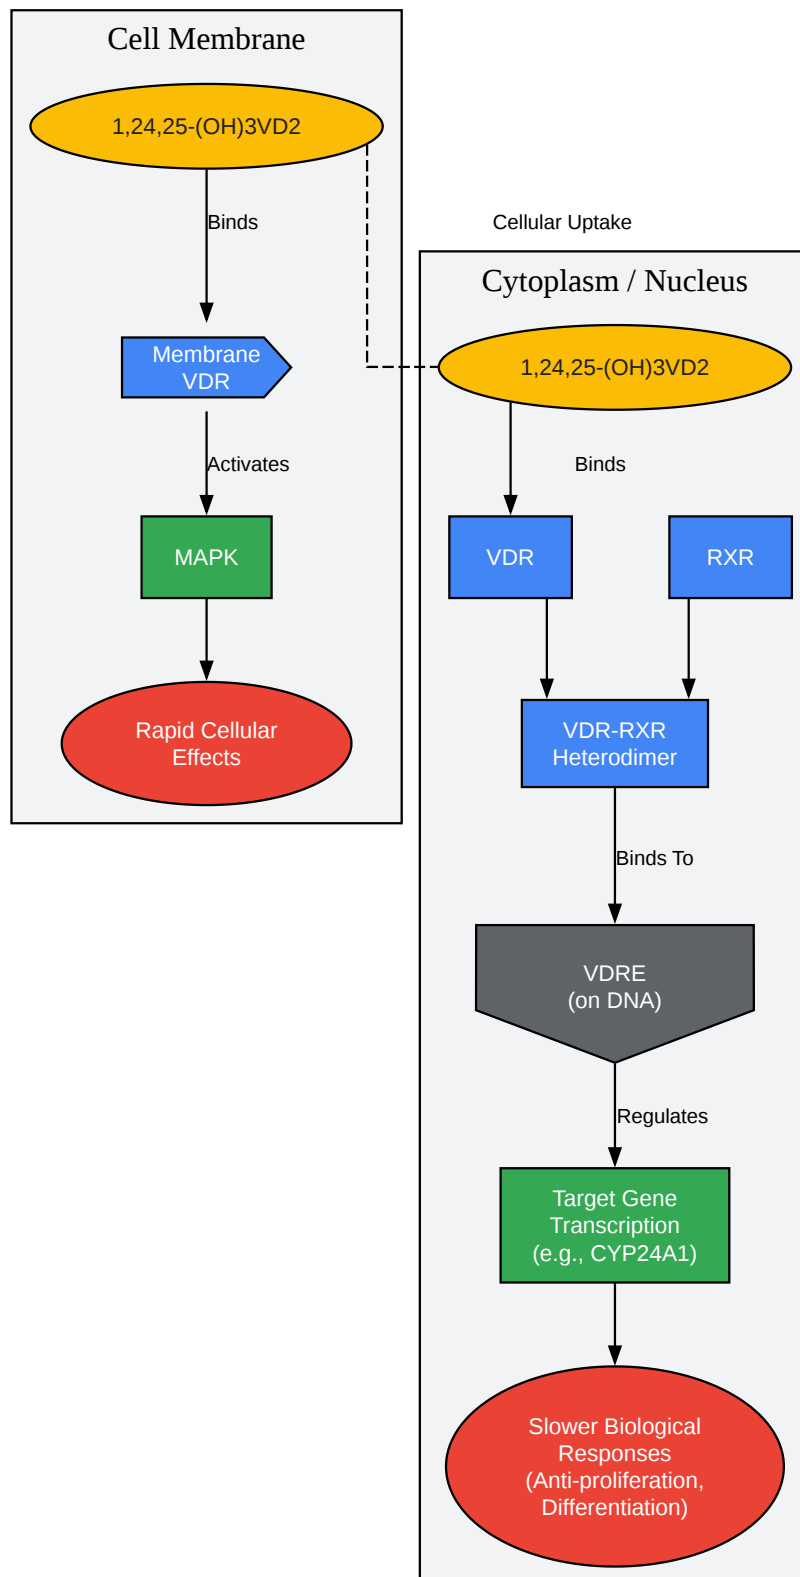 Cell Membrane
1,24,25-(OH)3VD2
Binds
Membrane
VDR
Activates
MAPK
Rapid Cellular
Effects
Cellular Uptake
Cytoplasm / Nucleus
1,24,25-(OH)3VD2
Binds
VDR
RXR
VDR-RXR
Heterodimer
Binds To
VDRE
(on DNA)
Regulates
Target Gene
Transcription
(e.g., CYP24A1)
Slower Biological
Responses
(Anti-proliferation,
Differentiation)